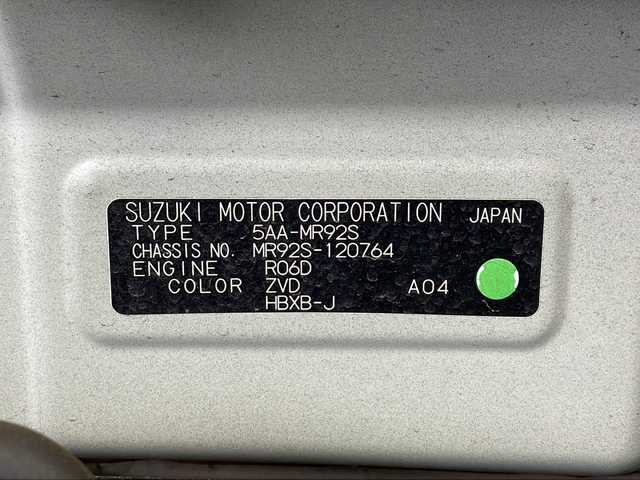 SUZUKI MOTOR CORPORATION JAPAN
TYPE 5AA-MR92S
CHASSIS NO. MR92S-120764
ENGINE R06D
COLOR ZVD A04
HBXB-J